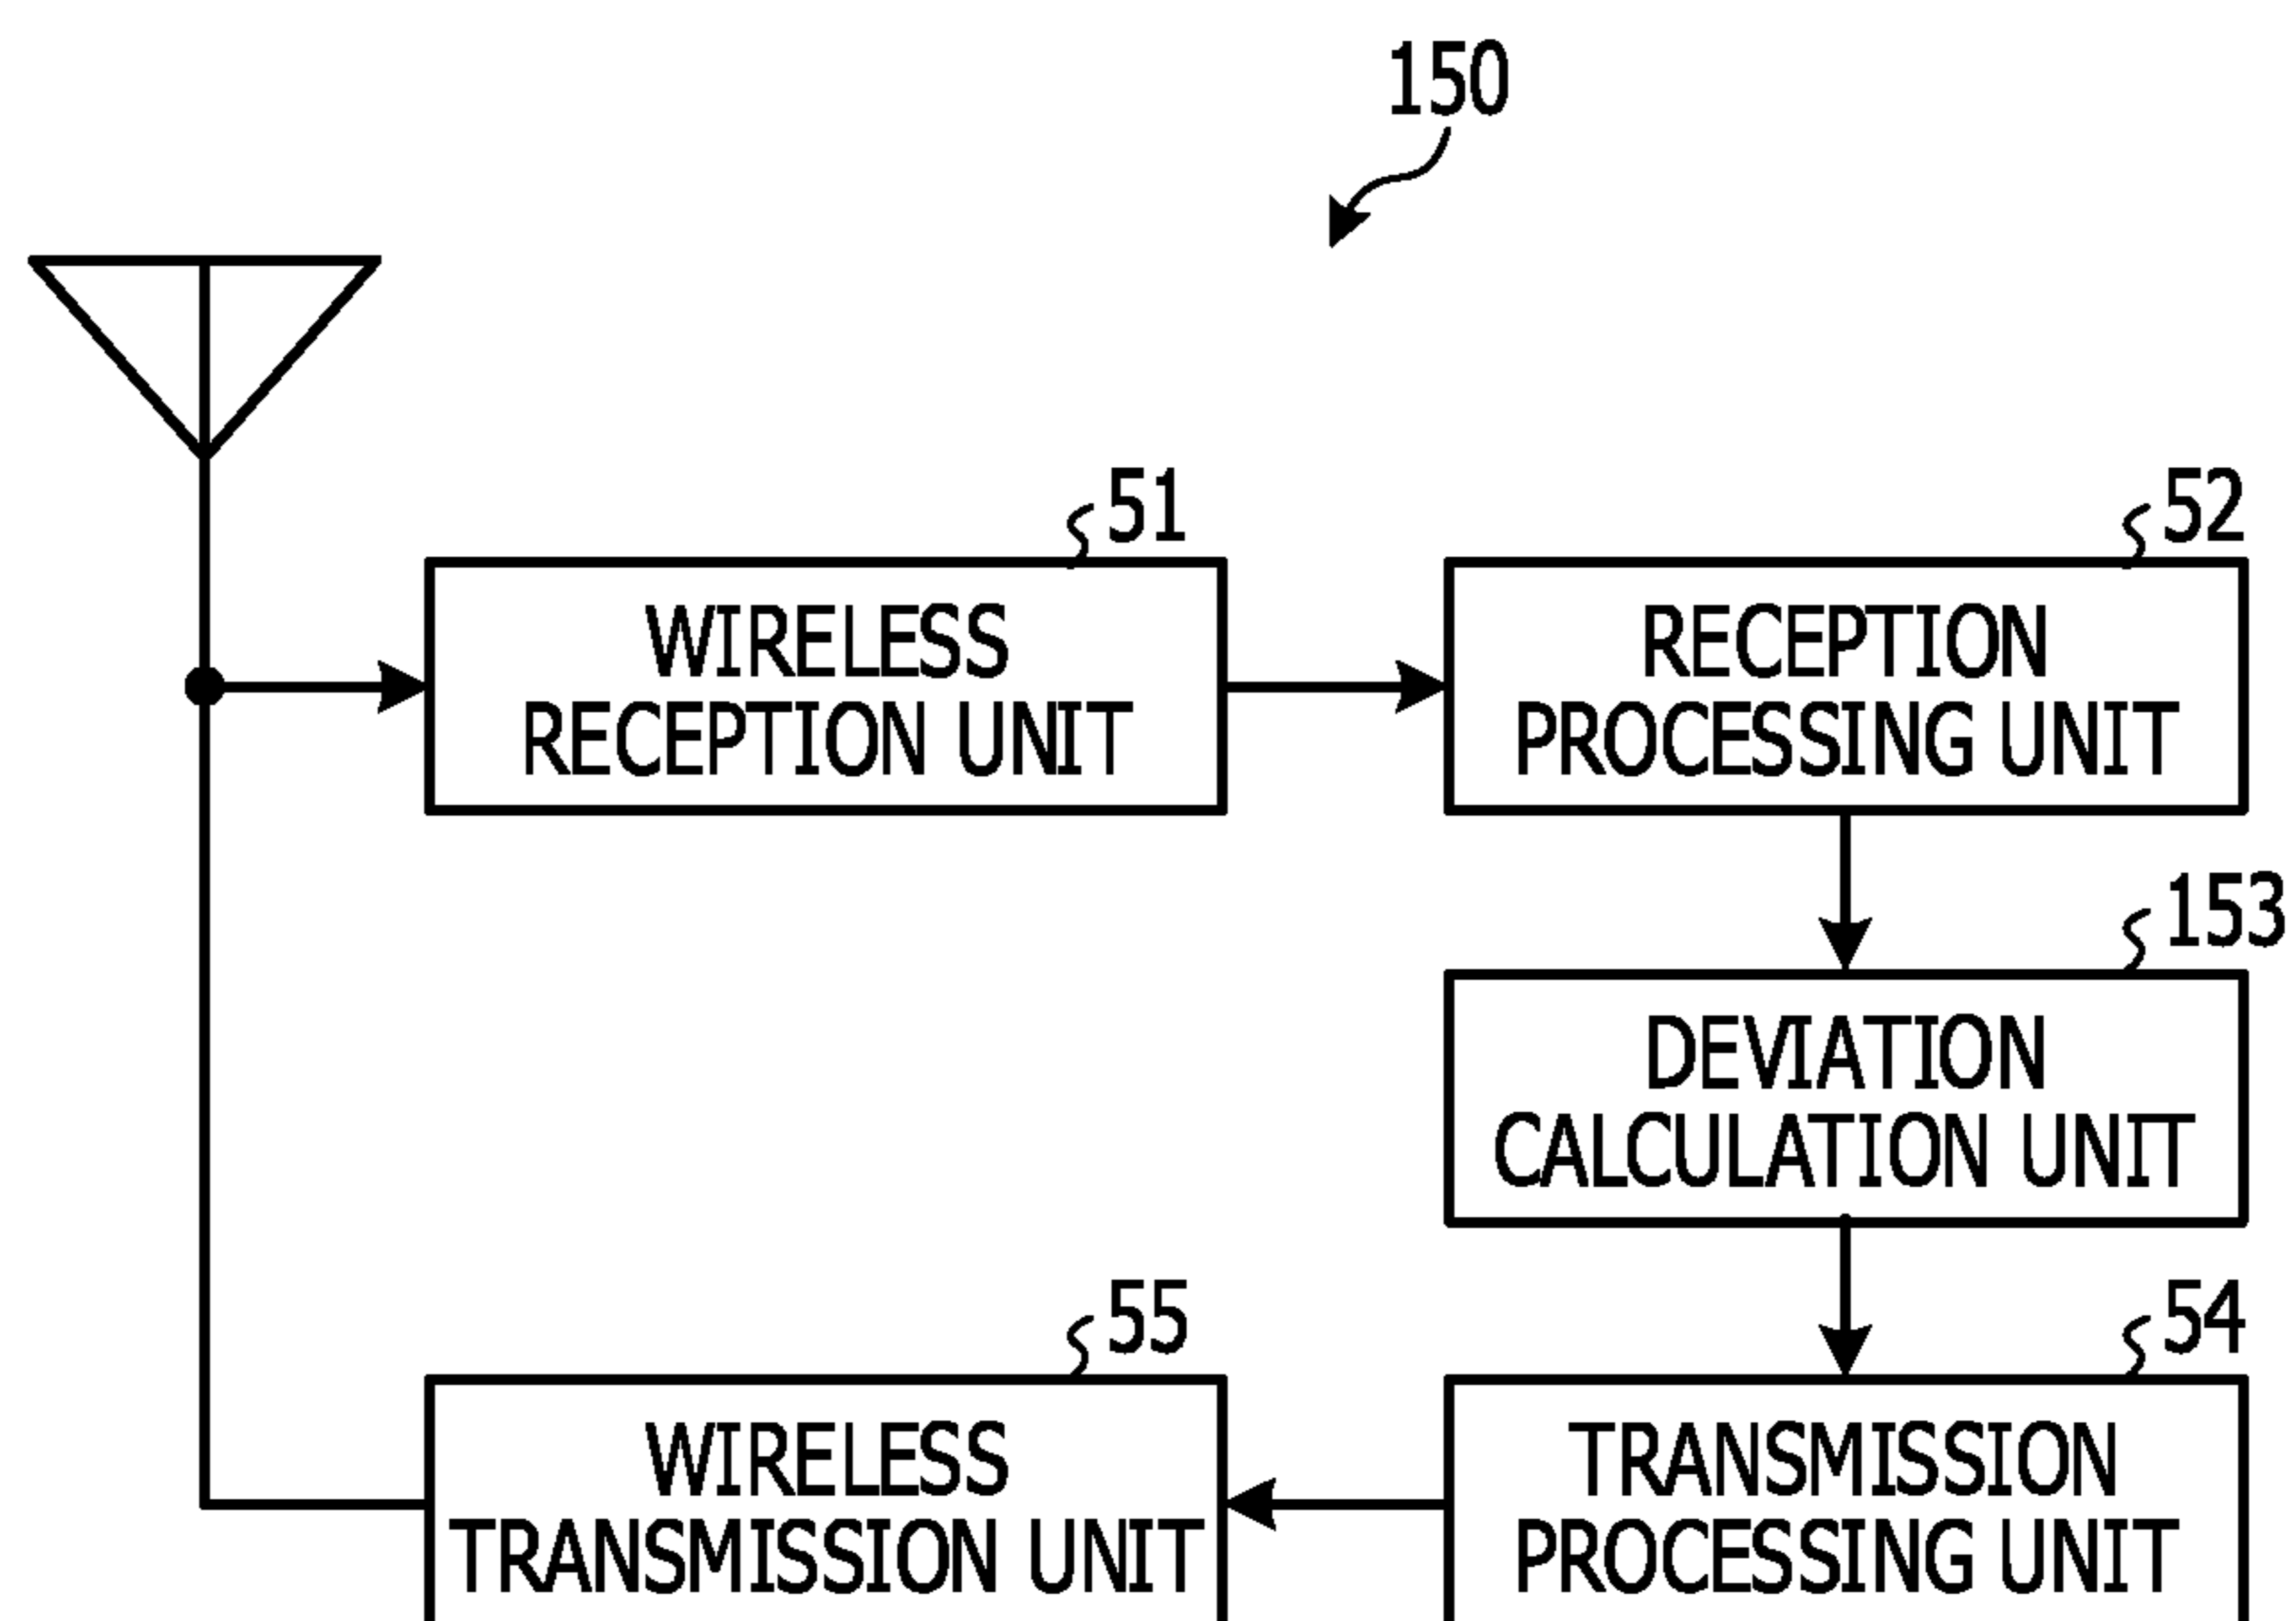 150
51
WIRELESS
RECEPTION UNIT
52
RECEPTION
PROCESSING UNIT
153
DEVIATION
CALCULATION UNIT
55
WIRELESS
TRANSMISSION UNIT
54
TRANSMISSION
PROCESSING UNIT